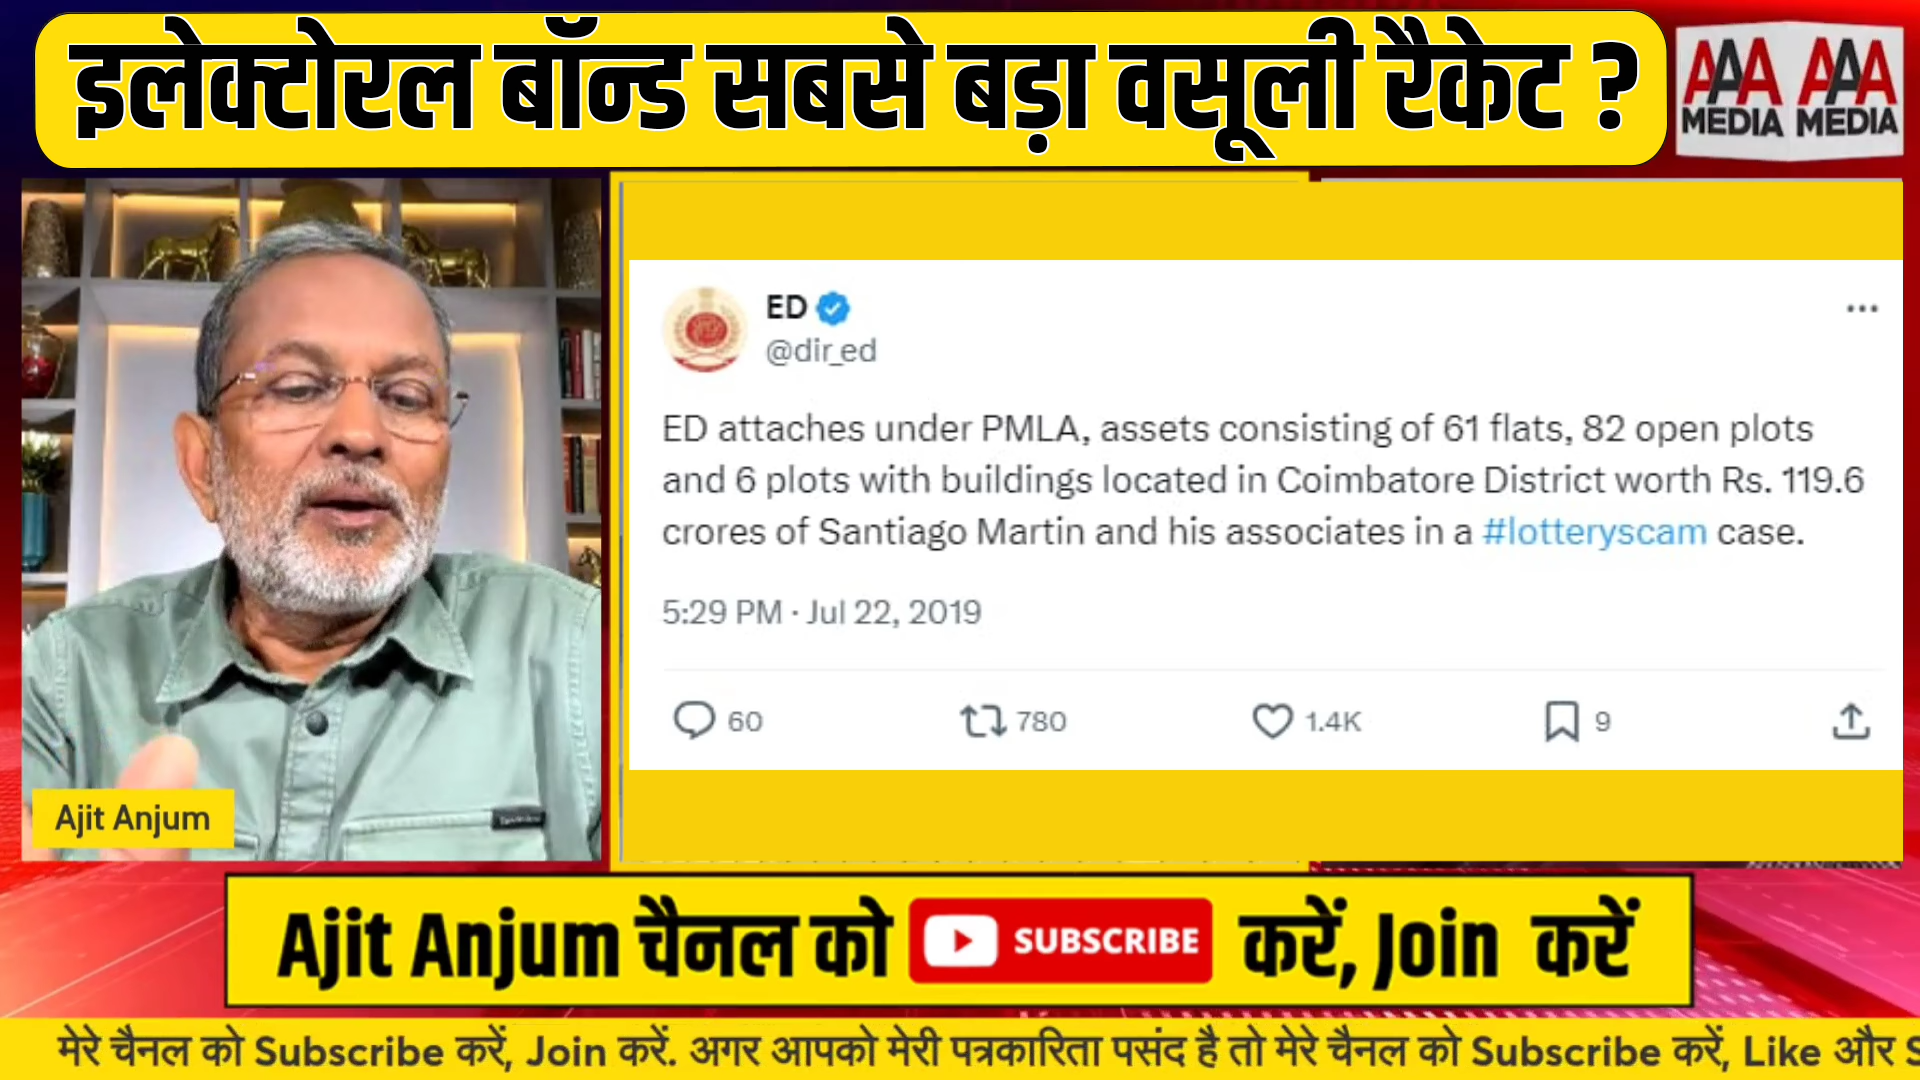 इलेक्टोरल बॉन्ड सबसे बड़ा वसूली रैकेट ?
AAA MEDIA AAA MEDIA
ED
@dir_ed
ED attaches under PMLA, assets consisting of 61 flats, 82 open plots
and 6 plots with buildings located in Coimbatore District worth Rs. 119.6
crores of Santiago Martin and his associates in a #lotteryscam case.
5:29 PM · Jul 22, 2019
60 780 1.4K 9
Ajit Anjum
Ajit Anjum चैनल को SUBSCRIBE करें, Join करें
मेरे चैनल को Subscribe करें, Join करें. अगर आपको मेरी पत्रकारिता पसंद है तो मेरे चैनल को Subscribe करें, Like और S